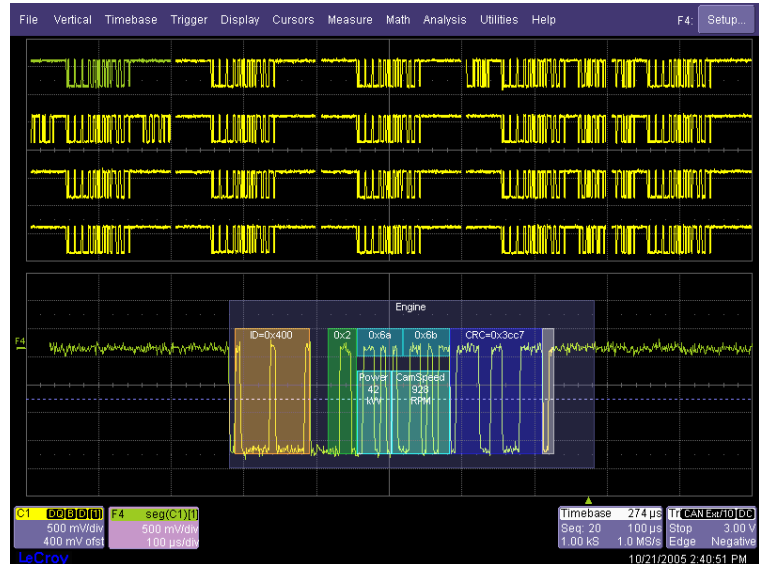 File Vertical Timebase Trigger Display Cursors Measure Math Analysis Utilities Help F4: Setup...
Engine
ID=0x400 0x2 0x6a 0x6b CRC=0x3cc7
F4
Power CamSpeed
42 928
kW RPM
C1 DQ B D [1] F4 seg(C1)[1] Timebase 274 µs Tr CAN Ext/10 DC
500 mV/div 500 mV/div Seq: 20 100 µs Stop 3.00 V
400 mV ofst 100 µs/div 1.00 kS 1.0 MS/s Edge Negative
LeCroy 10/21/2005 2:40:51 PM